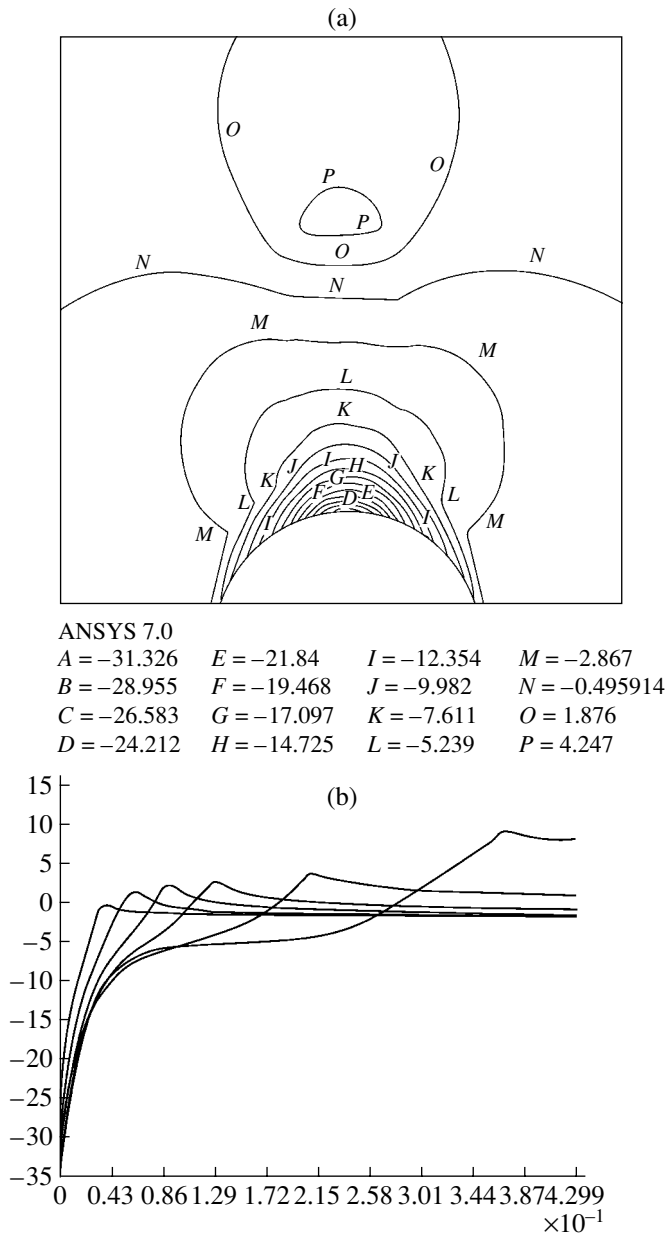 (a)
O
O
P
P
O
N
N
N
M
M
L
K
J
I
H
J
K
K
G
L
F
D
E
L
I
I
M
M
ANSYS 7.0
A = −31.326 E = −21.84 I = −12.354 M = −2.867
B = −28.955 F = −19.468 J = −9.982 N = −0.495914
C = −26.583 G = −17.097 K = −7.611 O = 1.876
D = −24.212 H = −14.725 L = −5.239 P = 4.247
(b)
15
10
5
0
−5
−10
−15
−20
−25
−30
−35
0 0.43 0.86 1.29 1.72 2.15 2.58 3.01 3.44 3.87 4.299
×10⁻¹